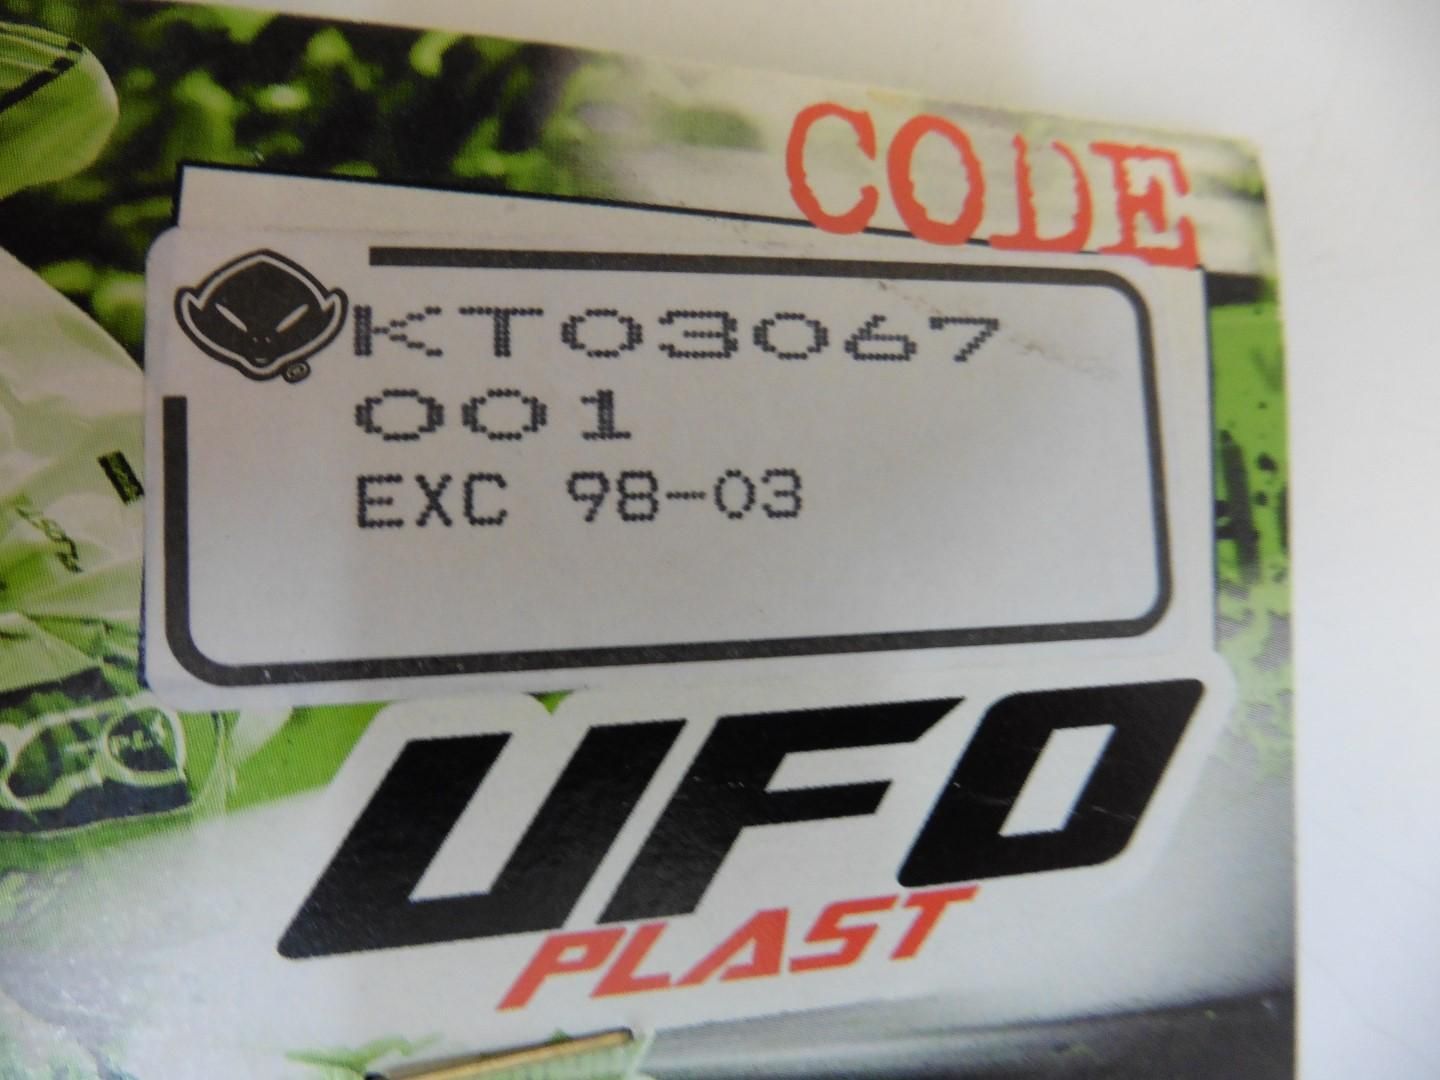 CODE
KT03067
001
EXC 98-03
UFO
PLAST